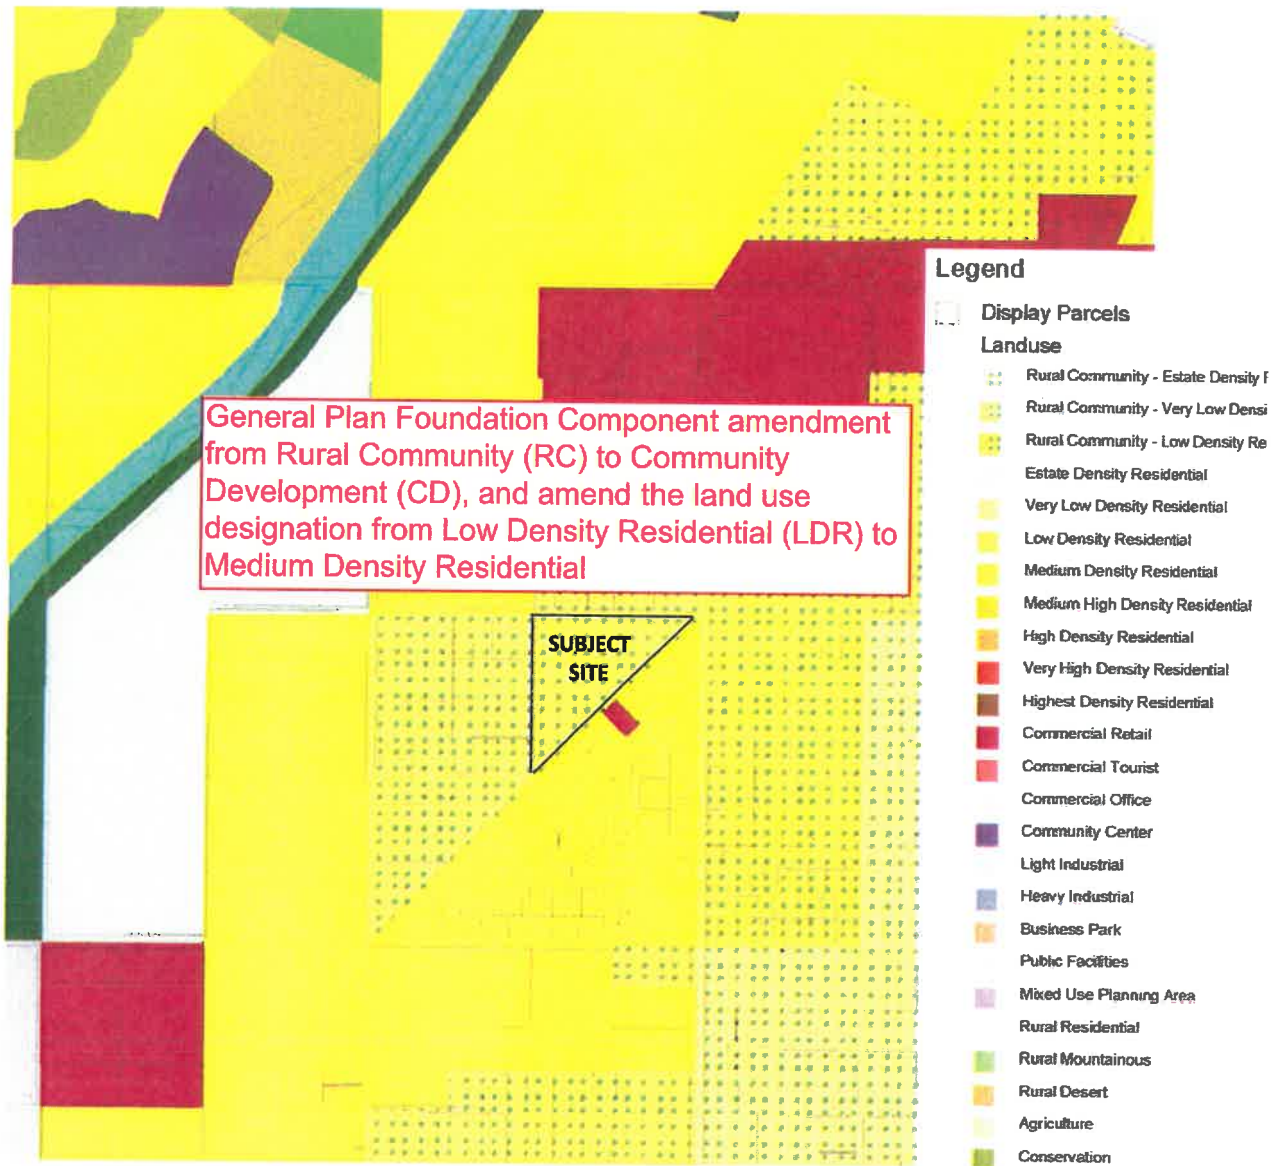 General Plan Foundation Component amendment
from Rural Community (RC) to Community
Development (CD), and amend the land use
designation from Low Density Residential (LDR) to
Medium Density Residential
SUBJECT
SITE
Legend
Display Parcels
Landuse
Rural Community - Estate Density
Rural Community - Very Low Densi
Rural Community - Low Density Re
Estate Density Residential
Very Low Density Residential
Low Density Residential
Medium Density Residential
Medium High Density Residential
High Density Residential
Very High Density Residential
Highest Density Residential
Commercial Retail
Commercial Tourist
Commercial Office
Community Center
Light Industrial
Heavy Industrial
Business Park
Public Facilities
Mixed Use Planning Area
Rural Residential
Rural Mountainous
Rural Desert
Agriculture
Conservation